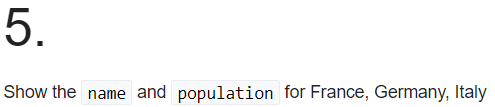 5.
Show the name and population for France, Germany, Italy